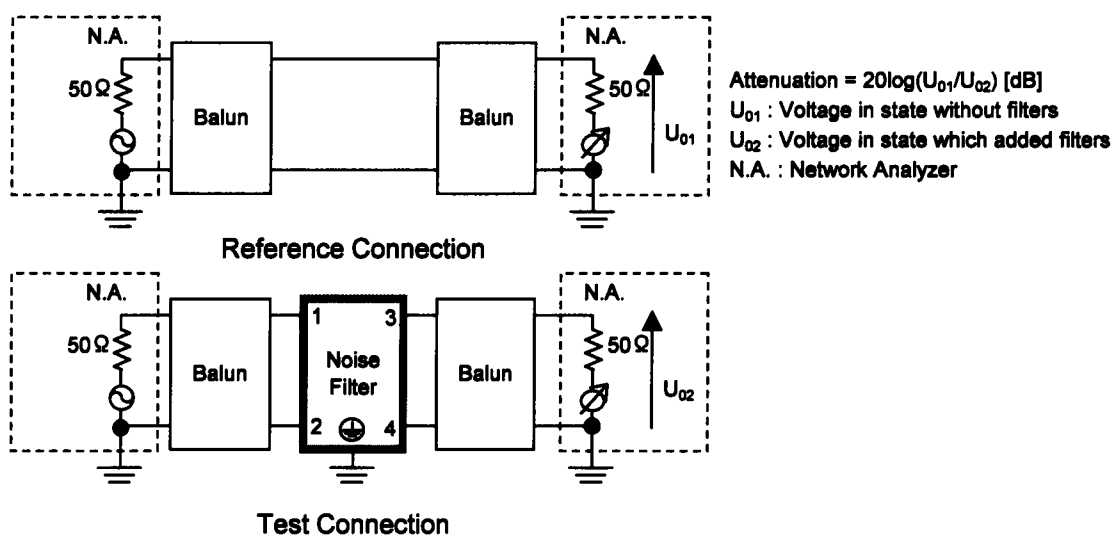 N.A.
N.A.
50Ω
Balun
Balun
50Ω
U₀₁
Attenuation = 20log(U₀₁/U₀₂) [dB]
U₀₁ : Voltage in state without filters
U₀₂ : Voltage in state which added filters
N.A. : Network Analyzer
Reference Connection
N.A.
N.A.
50Ω
Balun
1
3
Noise
Filter
2
4
Balun
50Ω
U₀₂
Test Connection